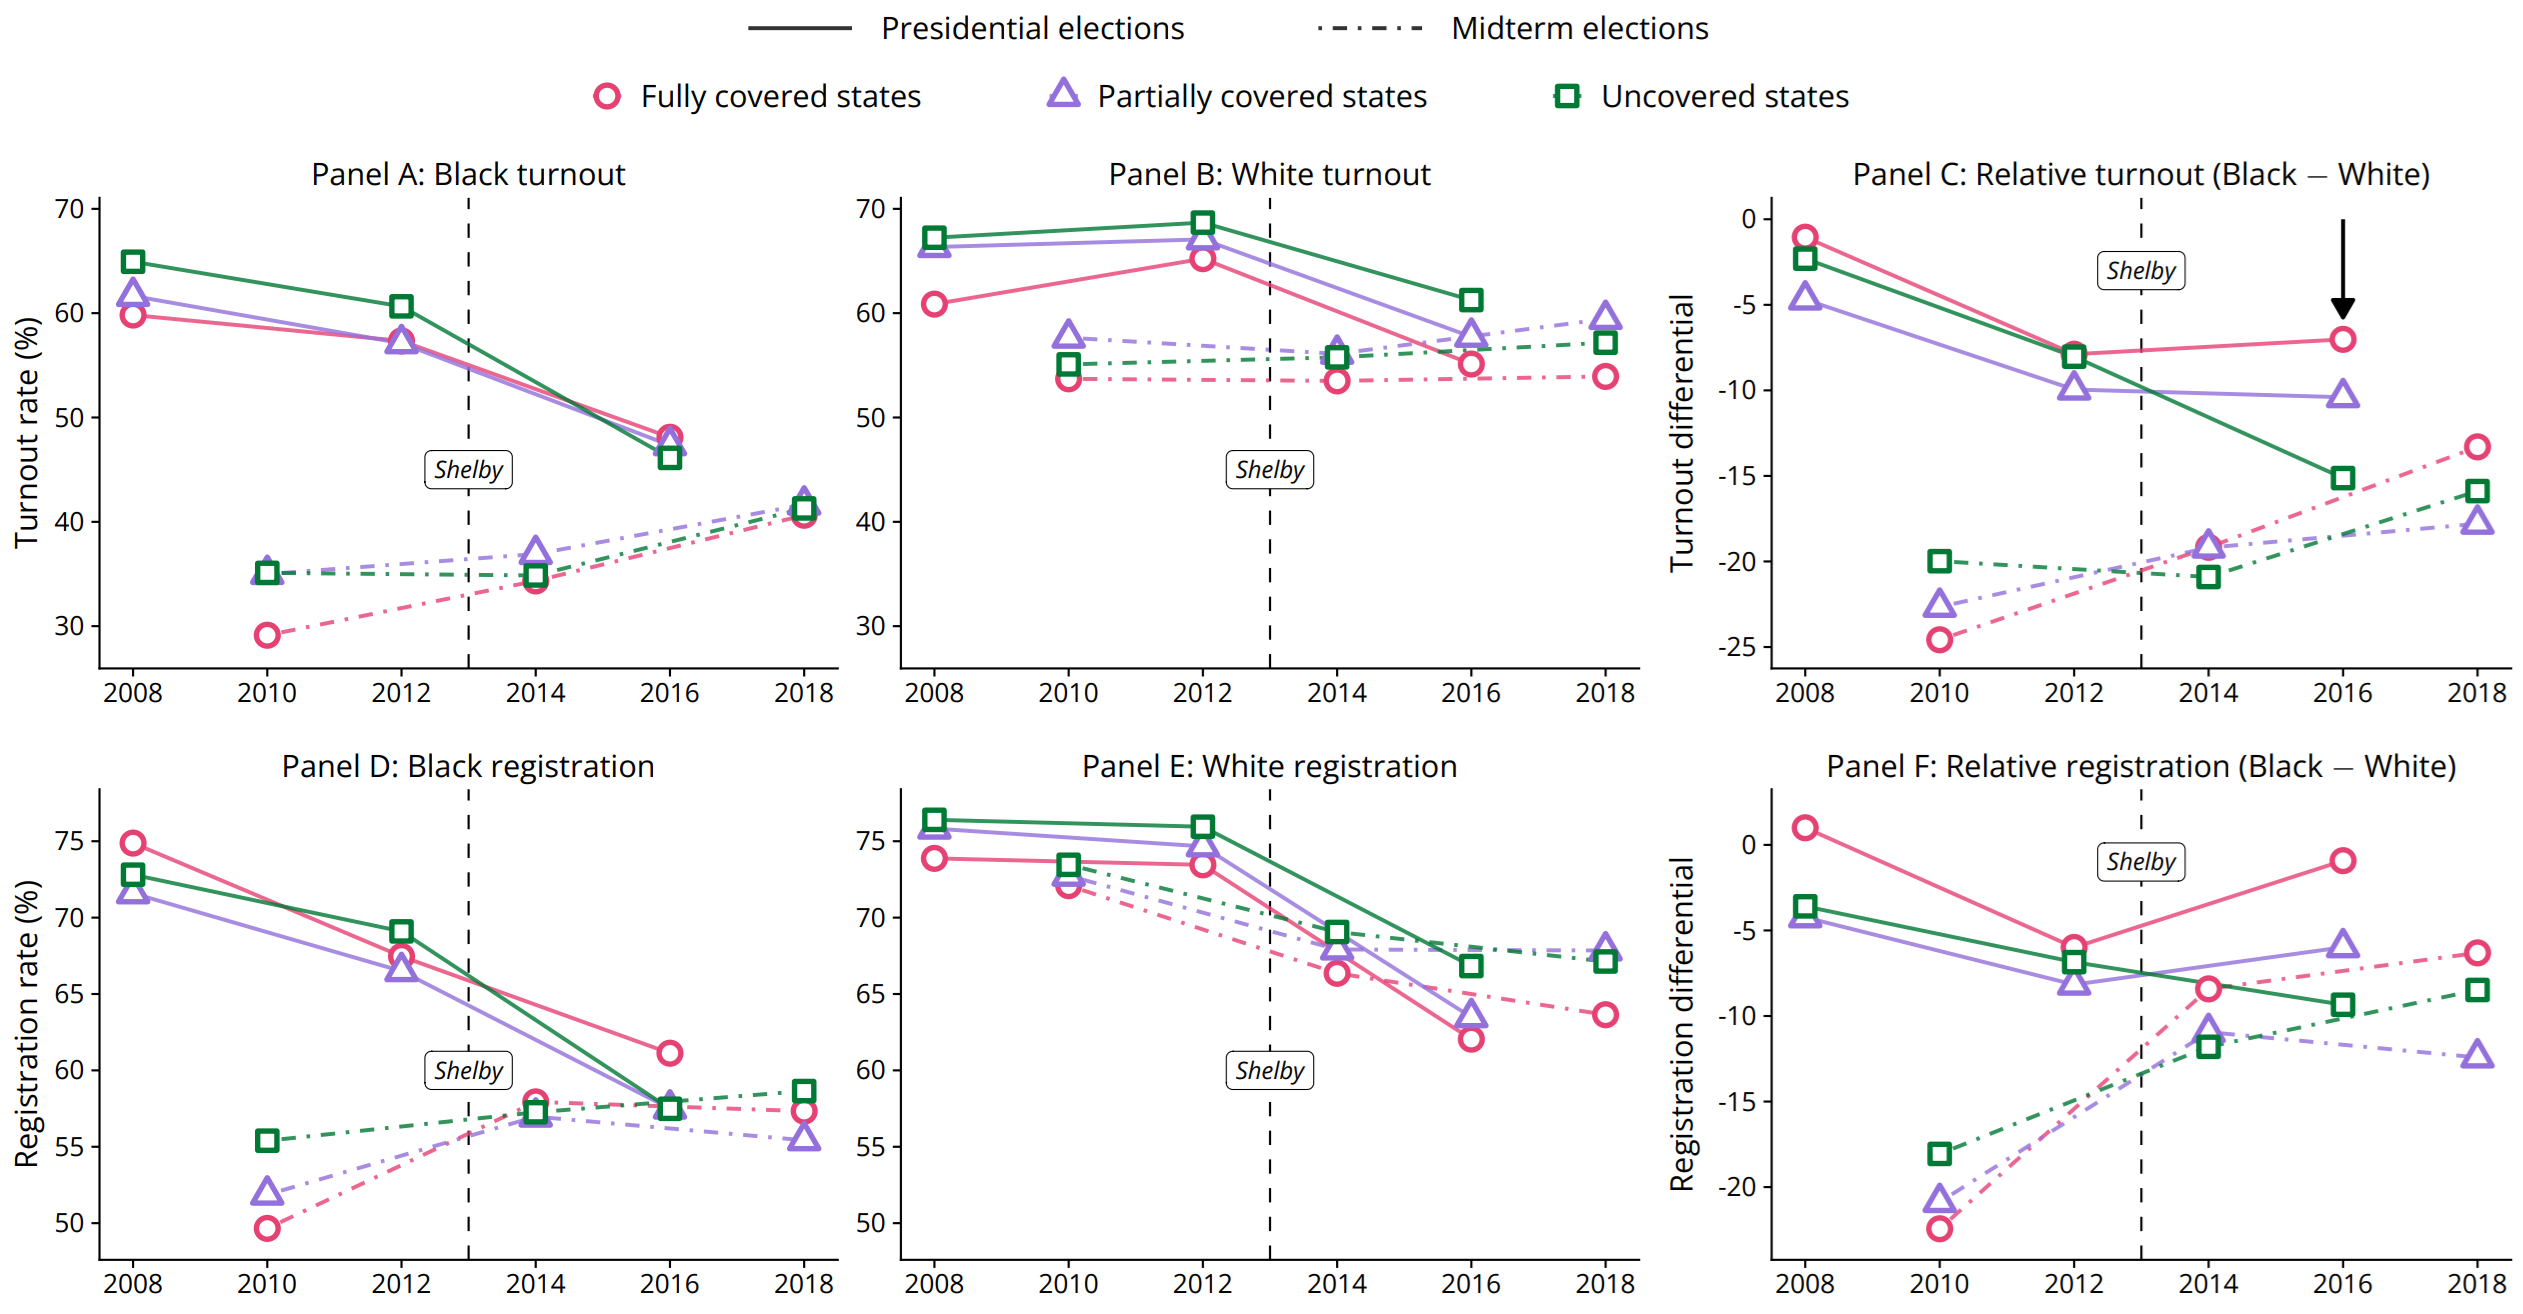 Presidential elections
Midterm elections
Fully covered states
Partially covered states
Uncovered states
Panel A: Black turnout
Turnout rate (%)
70
60
50
40
30
Shelby
2008 2010 2012 2014 2016 2018
Panel B: White turnout
70
60
50
40
30
Shelby
2008 2010 2012 2014 2016 2018
Panel C: Relative turnout (Black − White)
Turnout differential
0
-5
-10
-15
-20
-25
Shelby
2008 2010 2012 2014 2016 2018
Panel D: Black registration
Registration rate (%)
75
70
65
60
55
50
Shelby
2008 2010 2012 2014 2016 2018
Panel E: White registration
75
70
65
60
55
50
Shelby
2008 2010 2012 2014 2016 2018
Panel F: Relative registration (Black − White)
Registration differential
0
-5
-10
-15
-20
Shelby
2008 2010 2012 2014 2016 2018